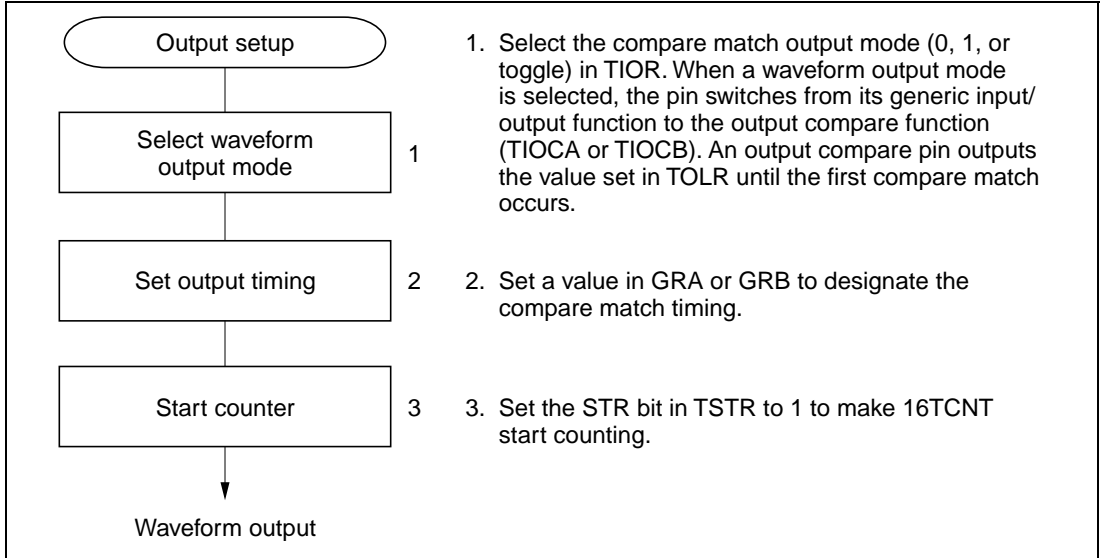 Output setup
Select waveform
output mode
1
Set output timing
2
Start counter
3
Waveform output
1. Select the compare match output mode (0, 1, or
toggle) in TIOR. When a waveform output mode
is selected, the pin switches from its generic input/
output function to the output compare function
(TIOCA or TIOCB). An output compare pin outputs
the value set in TOLR until the first compare match
occurs.
2. Set a value in GRA or GRB to designate the
compare match timing.
3. Set the STR bit in TSTR to 1 to make 16TCNT
start counting.